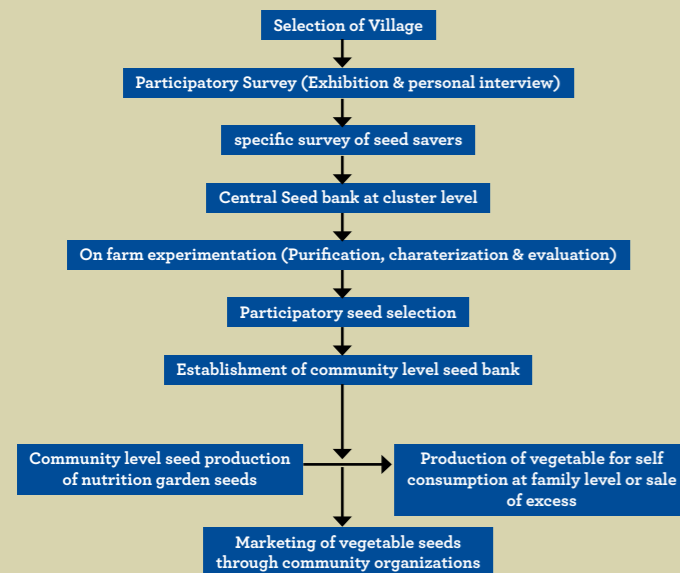 Selection of Village
Participatory Survey (Exhibition & personal interview)
specific survey of seed savers
Central Seed bank at cluster level
On farm experimentation (Purification, charaterization & evaluation)
Participatory seed selection
Establishment of community level seed bank
Community level seed production
of nutrition garden seeds
Production of vegetable for self
consumption at family level or sale
of excess
Marketing of vegetable seeds
through community organizations